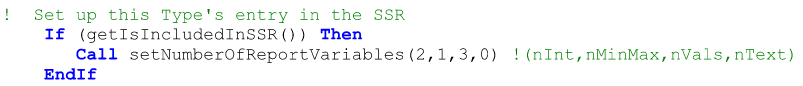 ! Set up this Type's entry in the SSR
If (getIsIncludedInSSR()) Then
Call setNumberOfReportVariables(2,1,3,0) !(nInt,nMinMax,nVals,nText)
EndIf